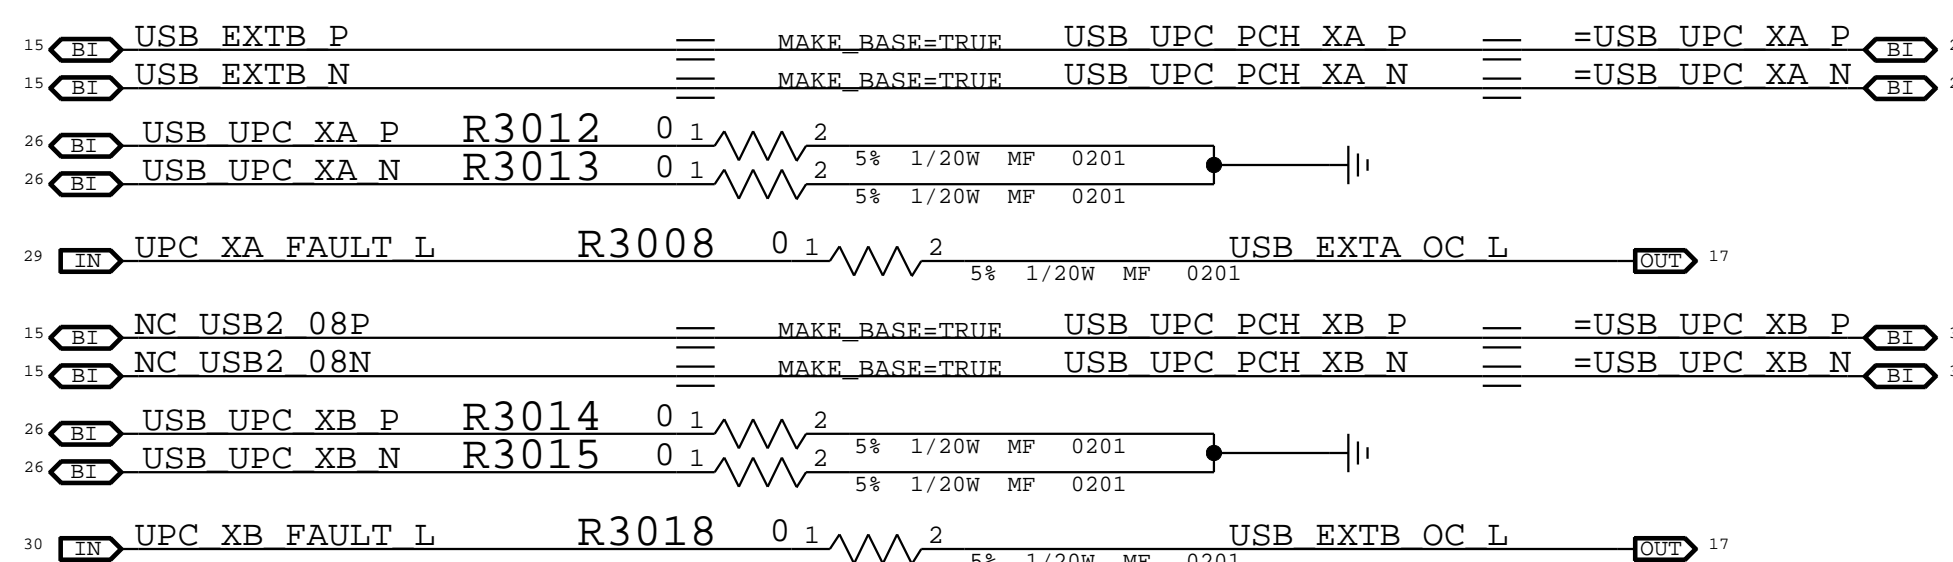 15 BI USB_EXTB_P MAKE_BASE=TRUE USB_UPC_PCH_XA_P =USB_UPC_XA_P BI
15 BI USB_EXTB_N MAKE_BASE=TRUE USB_UPC_PCH_XA_N =USB_UPC_XA_N BI
26 BI USB_UPC_XA_P R3012 0 1 2
5% 1/20W MF 0201
26 BI USB_UPC_XA_N R3013 0 1 2
5% 1/20W MF 0201
29 IN UPC_XA_FAULT_L R3008 0 1 2 USB_EXTA_OC_L OUT 17
5% 1/20W MF 0201
15 BI NC_USB2_08P MAKE_BASE=TRUE USB_UPC_PCH_XB_P =USB_UPC_XB_P BI
15 BI NC_USB2_08N MAKE_BASE=TRUE USB_UPC_PCH_XB_N =USB_UPC_XB_N BI
26 BI USB_UPC_XB_P R3014 0 1 2
5% 1/20W MF 0201
26 BI USB_UPC_XB_N R3015 0 1 2
5% 1/20W MF 0201
30 IN UPC_XB_FAULT_L R3018 0 1 2 USB_EXTB_OC_L OUT 17
5% 1/20W MF 0201